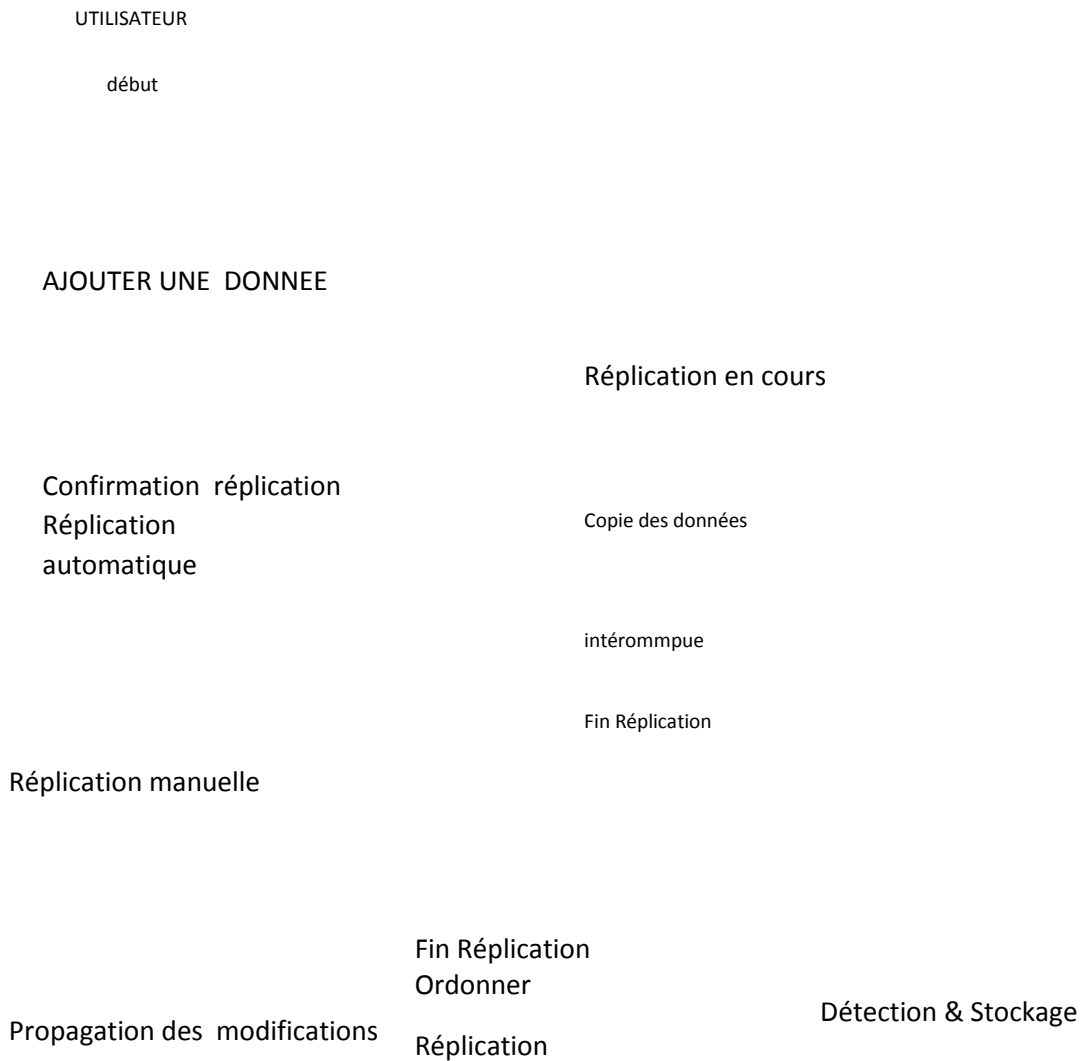 UTILISATEUR
début
AJOUTER UNE DONNEE
Réplication en cours
Confirmation réplication
Réplication
automatique
Copie des données
intérommpue
Fin Réplication
Réplication manuelle
Fin Réplication
Ordonner
Détection & Stockage
Propagation des modifications
Réplication